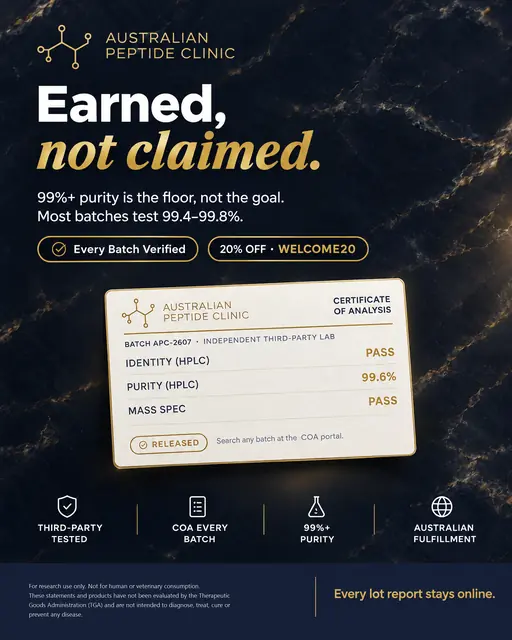 AUSTRALIAN
PEPTIDE CLINIC
Earned,
not claimed.
99%+ purity is the floor, not the goal.
Most batches test 99.4–99.8%.
Every Batch Verified
20% OFF · WELCOME20
AUSTRALIAN
PEPTIDE CLINIC
CERTIFICATE
OF ANALYSIS
BATCH APC-2607 · INDEPENDENT THIRD-PARTY LAB
IDENTITY (HPLC) PASS
PURITY (HPLC) 99.6%
MASS SPEC PASS
RELEASED
Search any batch at the COA portal.
THIRD-PARTY
TESTED
COA EVERY
BATCH
99%+
PURITY
AUSTRALIAN
FULFILLMENT
For research use only. Not for human or veterinary consumption.
These statements and products have not been evaluated by the Therapeutic
Goods Administration (TGA) and are not intended to diagnose, treat, cure or
prevent any disease.
Every lot report stays online.